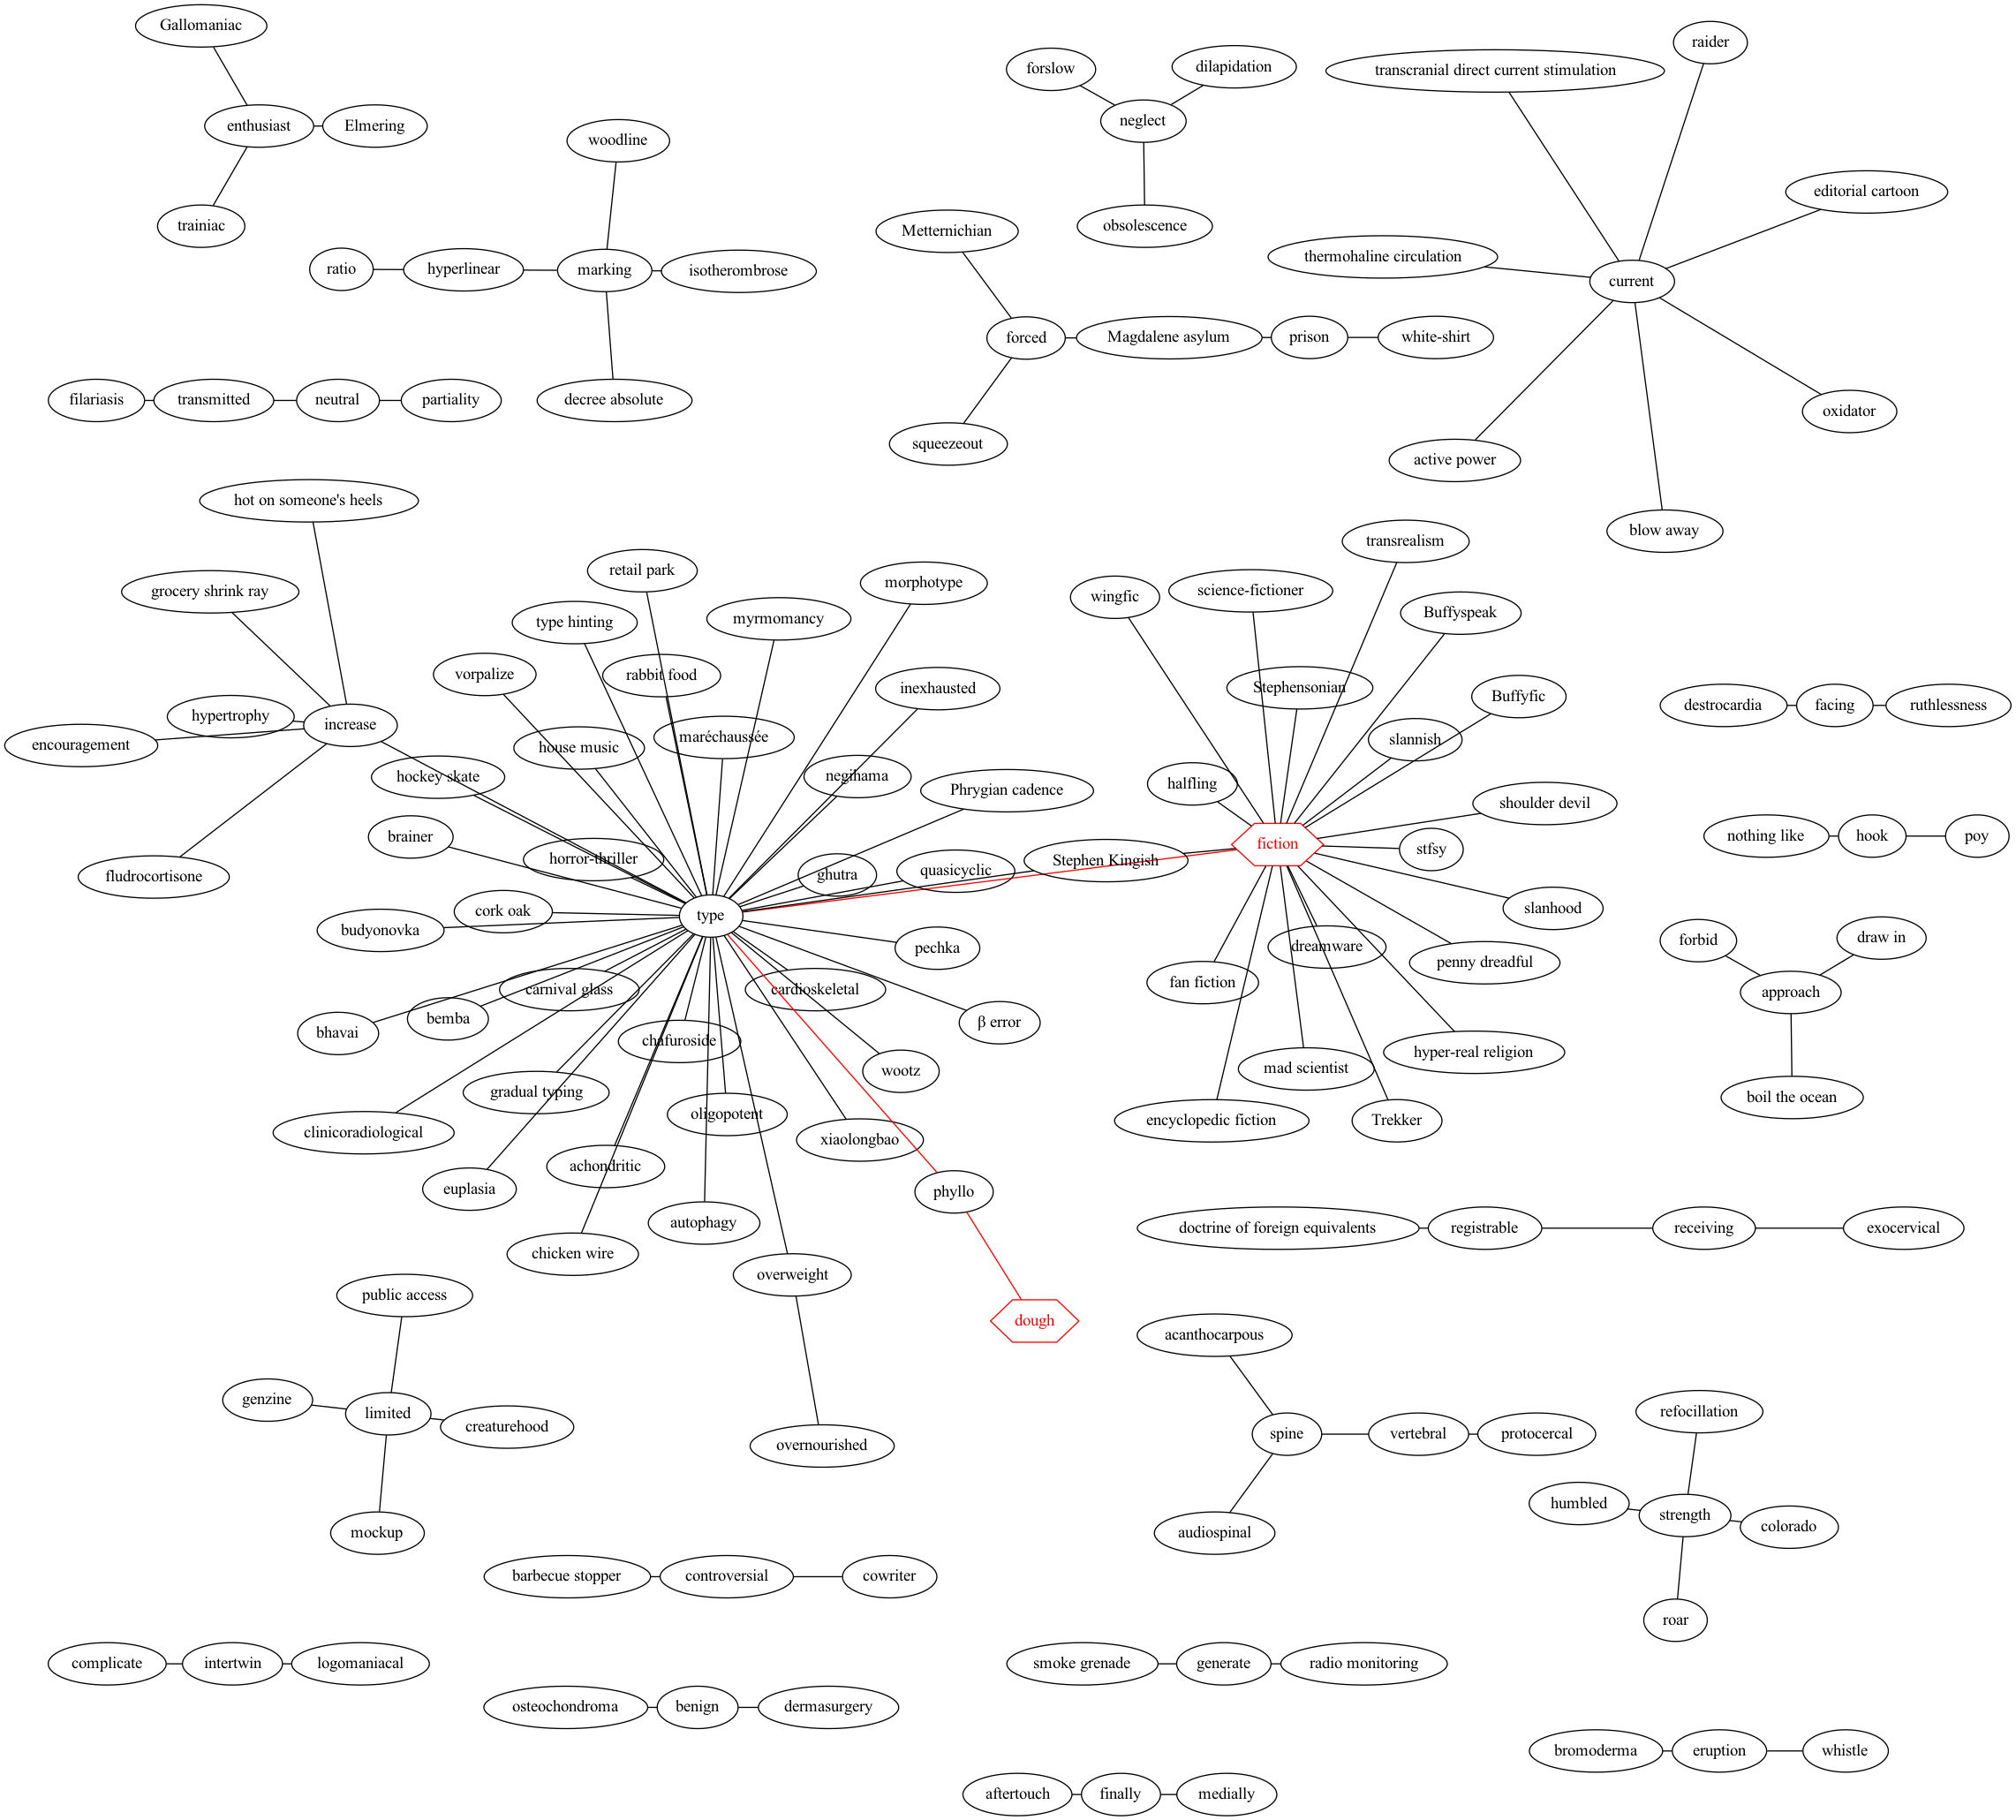 Gallomaniac
raider
forslow
dilapidation
transcranial direct current stimulation
enthusiast
Elmering
neglect
woodline
editorial cartoon
trainiac
obsolescence
Metternichian
ratio
hyperlinear
marking
isotherombrose
thermohaline circulation
current
forced
Magdalene asylum
prison
white-shirt
filariasis
transmitted
neutral
partiality
decree absolute
oxidator
squeezeout
active power
hot on someone's heels
blow away
transrealism
retail park
morphotype
grocery shrink ray
wingfic
science-fictioner
Buffyspeak
type hinting
myrmomancy
vorpalize
rabbit food
inexhausted
Stephensonian
Buffyfic
destrocardia
facing
ruthlessness
hypertrophy
increase
encouragement
house music
maréchaussée
slannish
hockey skate
negihama
Phrygian cadence
halfling
shoulder devil
brainer
nothing like
hook
poy
horror-thriller
Stephen Kingish
fiction
stfsy
fludrocortisone
ghutra
quasicyclic
cork oak
type
slanhood
budyonovka
pechka
dreamware
forbid
draw in
penny dreadful
carnival glass
cardioskeletal
fan fiction
approach
bhavai
bemba
β error
chafuroside
hyper-real religion
wootz
mad scientist
gradual typing
boil the ocean
oligopotent
encyclopedic fiction
Trekker
clinicoradiological
xiaolongbao
achondritic
euplasia
phyllo
autophagy
doctrine of foreign equivalents
registrable
receiving
exocervical
chicken wire
overweight
public access
dough
acanthocarpous
genzine
limited
creaturehood
refocillation
spine
vertebral
protocercal
overnourished
humbled
strength
colorado
mockup
audiospinal
barbecue stopper
controversial
cowriter
roar
complicate
intertwin
logomaniacal
smoke grenade
generate
radio monitoring
osteochondroma
benign
dermasurgery
bromoderma
eruption
whistle
aftertouch
finally
medially